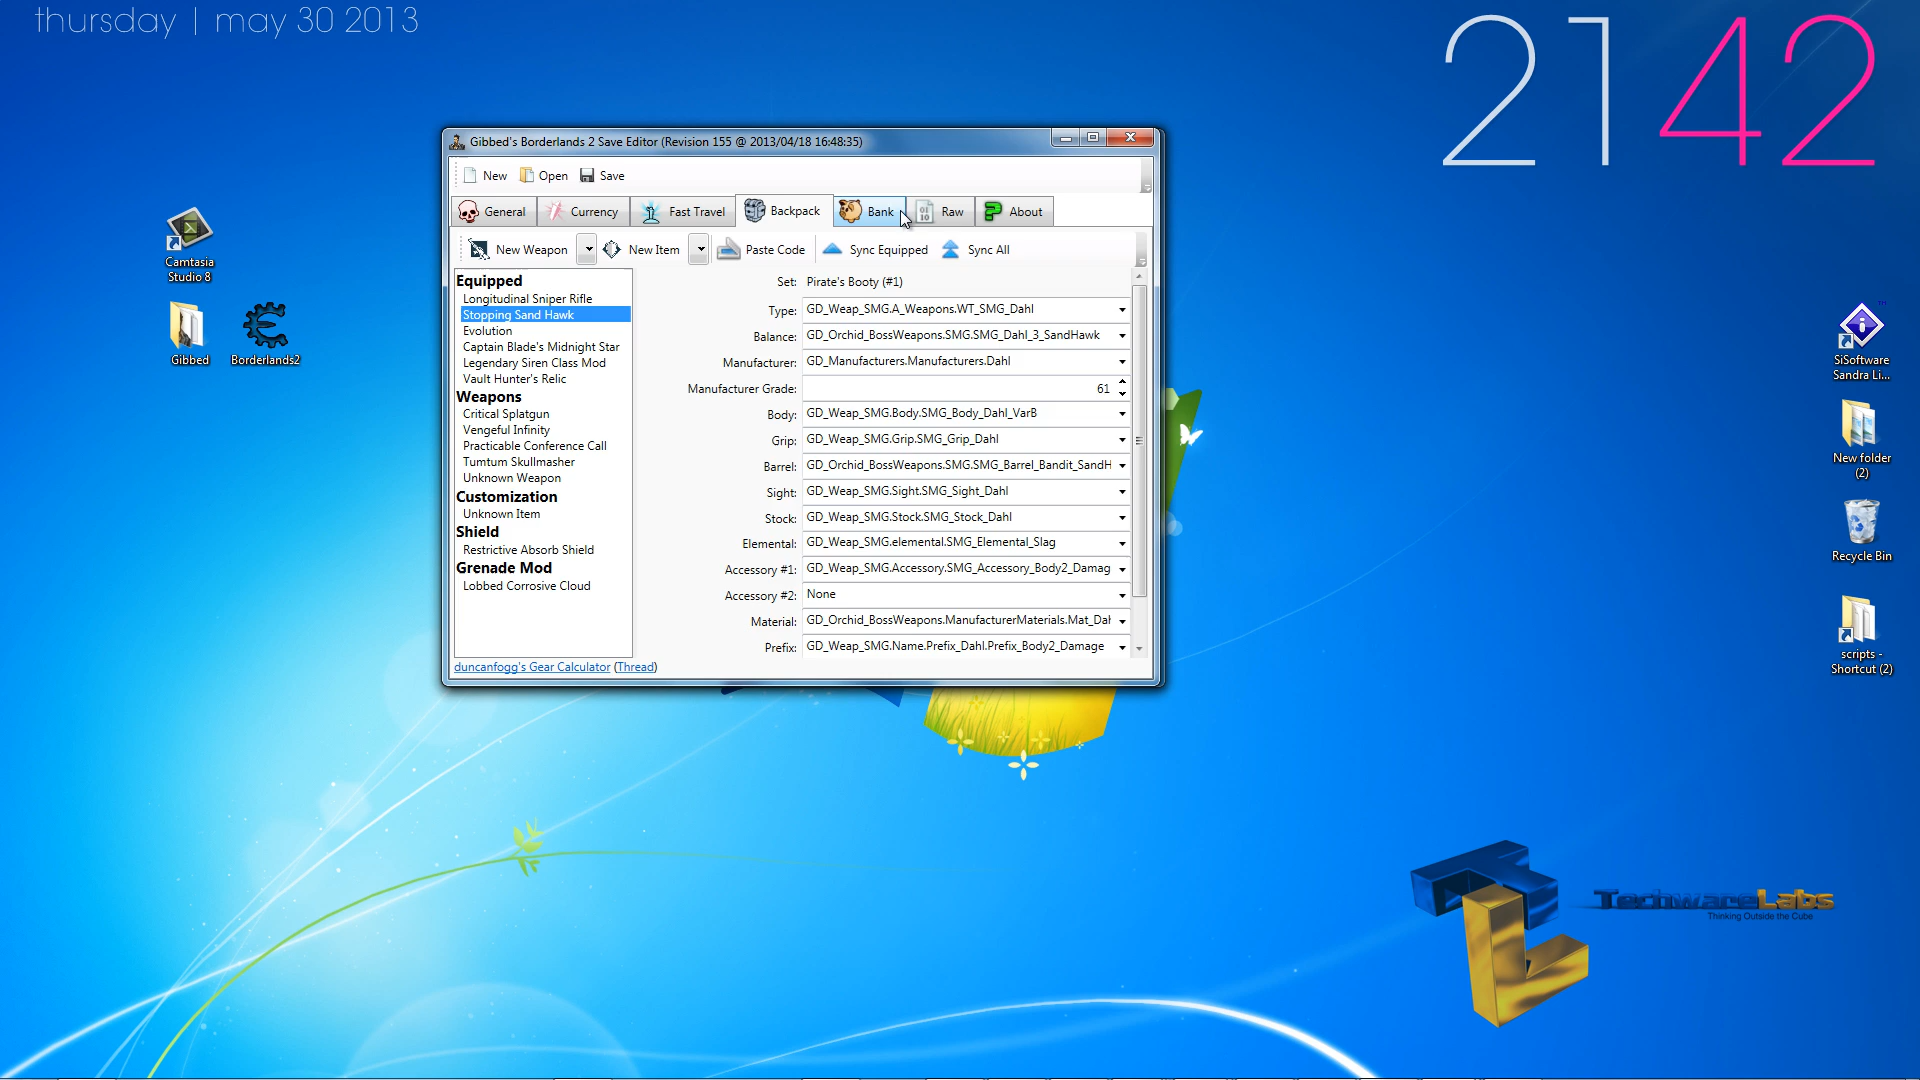 thursday | may 30 2013
2142
Gibbed's Borderlands 2 Save Editor (Revision 155 @ 2013/04/18 16:48:35)
New Open Save
General Currency Fast Travel Backpack Bank Raw About
New Weapon New Item Paste Code Sync Equipped Sync All
Equipped
Longitudinal Sniper Rifle
Stopping Sand Hawk
Evolution
Captain Blade's Midnight Star
Legendary Siren Class Mod
Vault Hunter's Relic
Weapons
Critical Splatgun
Vengeful Infinity
Practicable Conference Call
Tumtum Skullmasher
Unknown Weapon
Customization
Unknown Item
Shield
Restrictive Absorb Shield
Grenade Mod
Lobbed Corrosive Cloud
Set: Pirate's Booty (#1)
Type: GD_Weap_SMG.A_Weapons.WT_SMG_Dahl
Balance: GD_Orchid_BossWeapons.SMG.SMG_Dahl_3_SandHawk
Manufacturer: GD_Manufacturers.Manufacturers.Dahl
Manufacturer Grade: 61
Body: GD_Weap_SMG.Body.SMG_Body_Dahl_VarB
Grip: GD_Weap_SMG.Grip.SMG_Grip_Dahl
Barrel: GD_Orchid_BossWeapons.SMG.SMG_Barrel_Bandit_SandH
Sight: GD_Weap_SMG.Sight.SMG_Sight_Dahl
Stock: GD_Weap_SMG.Stock.SMG_Stock_Dahl
Elemental: GD_Weap_SMG.elemental.SMG_Elemental_Slag
Accessory #1: GD_Weap_SMG.Accessory.SMG_Accessory_Body2_Damag
Accessory #2: None
Material: GD_Orchid_BossWeapons.ManufacturerMaterials.Mat_Dah
Prefix: GD_Weap_SMG.Name.Prefix_Dahl.Prefix_Body2_Damage
duncanfogg's Gear Calculator (Thread)
Camtasia
Studio 8
Gibbed
Borderlands2
SiSoftware
Sandra Li...
New folder
(2)
Recycle Bin
scripts -
Shortcut (2)
TechwareLabs
Thinking Outside the Cube